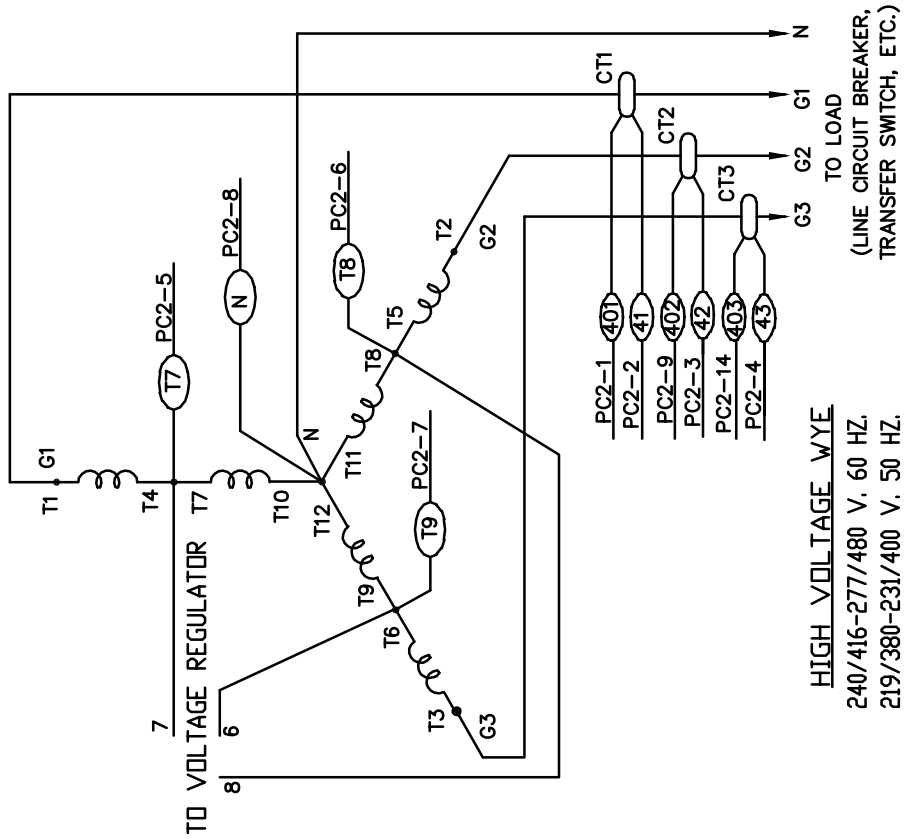 T1
G1
T4
T7
T7
PC2-5
N
PC2-8
T10
N
T12
T11
T8
PC2-6
T8
T5
T2
G2
T9
T9
PC2-7
T6
T3
G3
TO VOLTAGE REGULATOR
7
6
8
CT1
CT2
CT3
PC2-1
401
PC2-2
41
PC2-9
402
PC2-3
42
PC2-14
403
PC2-4
43
N
G1
G2
G3
TO LOAD
(LINE CIRCUIT BREAKER,
TRANSFER SWITCH, ETC.)
HIGH VOLTAGE WYE
240/416-277/480 V. 60 HZ.
219/380-231/400 V. 50 HZ.